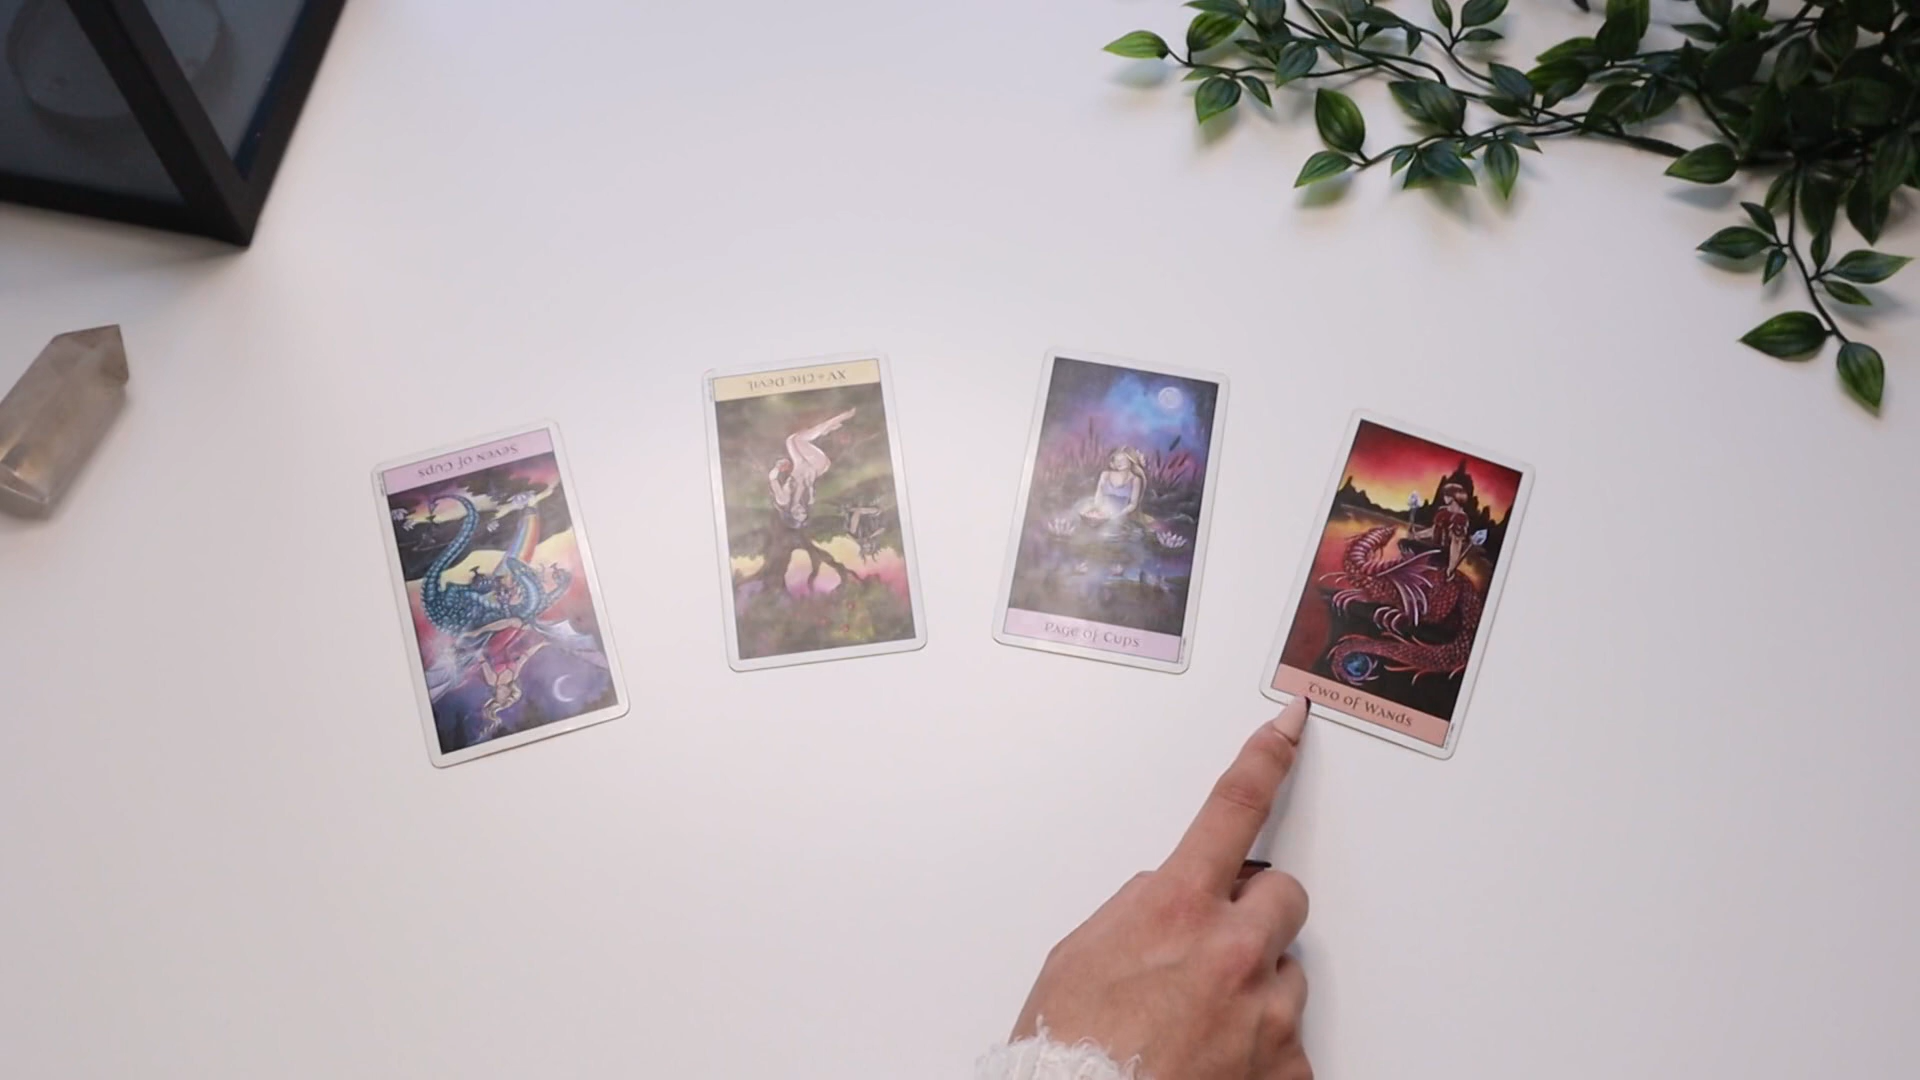 Seven of Cups
XV • The Devil
Page of Cups
Two of Wands